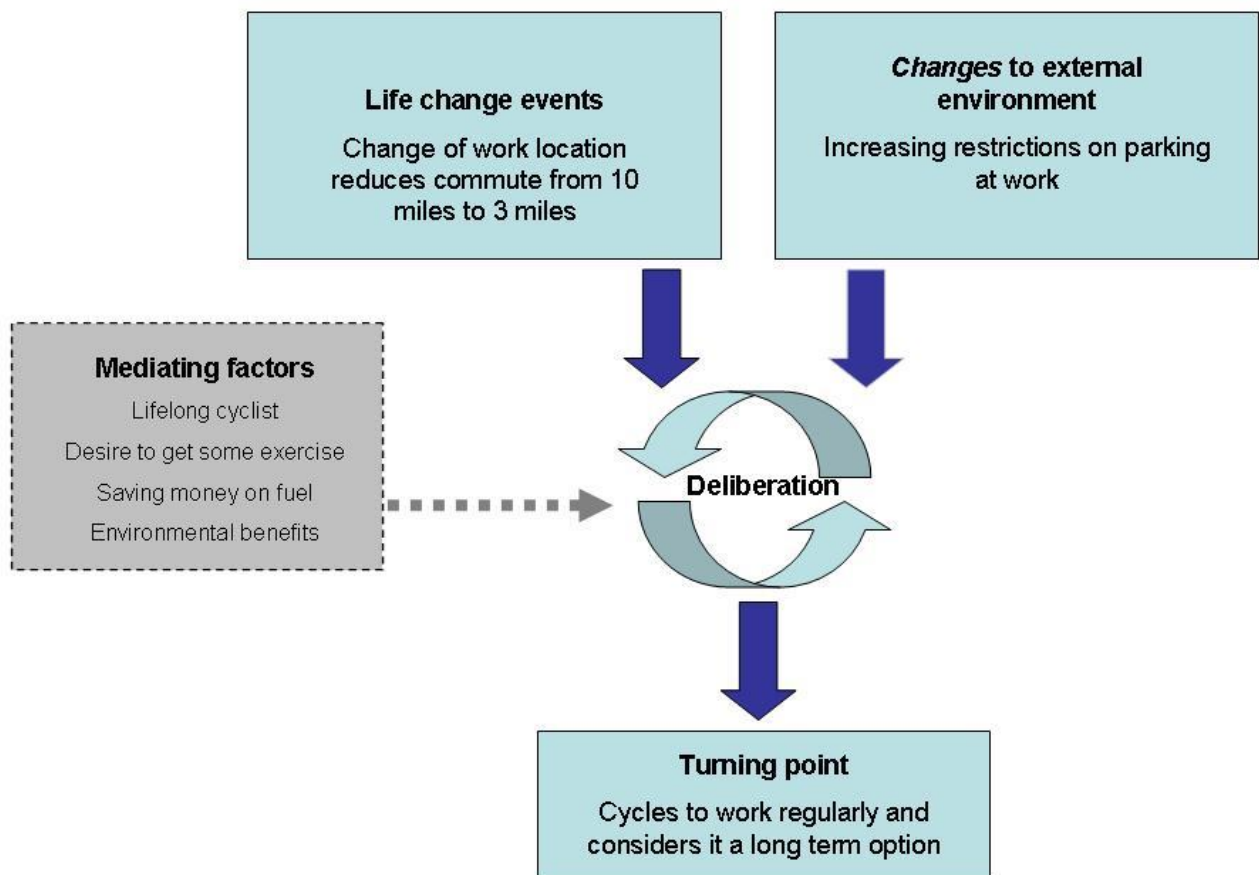 Life change events
Change of work location
reduces commute from 10
miles to 3 miles
Changes to external
environment
Increasing restrictions on parking
at work
Mediating factors
Lifelong cyclist
Desire to get some exercise
Saving money on fuel
Environmental benefits
Deliberation
Turning point
Cycles to work regularly and
considers it a long term option